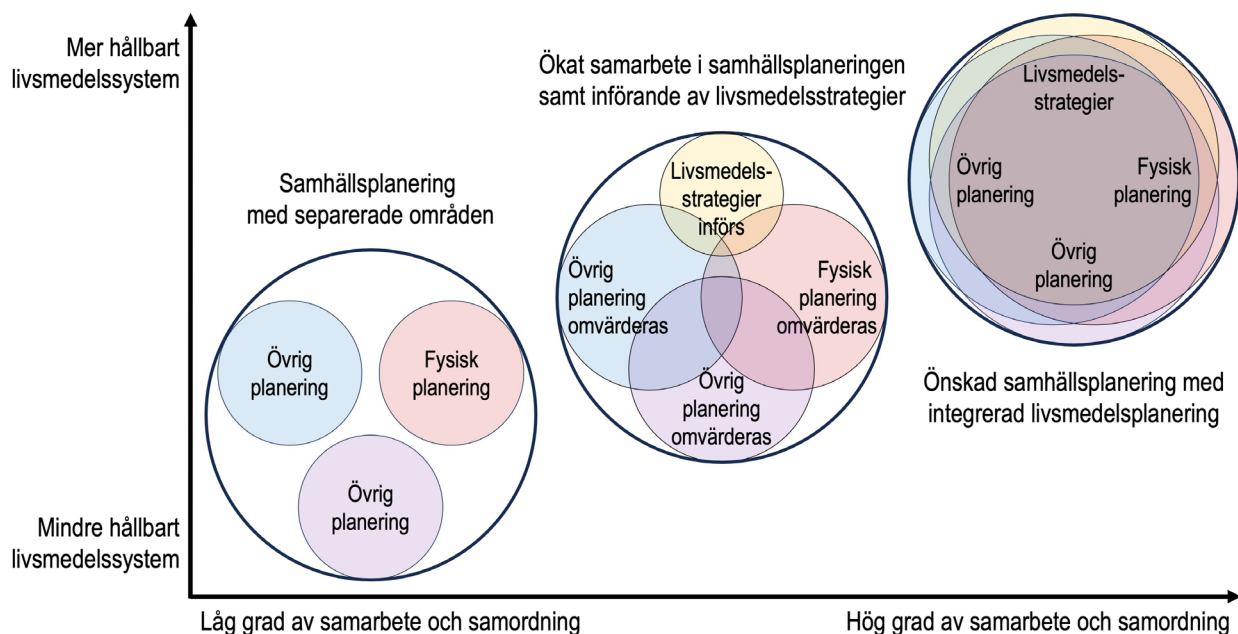 Mer hållbart
livsmedelssystem
Samhällsplanering
med separerade områden
Övrig
planering
Fysisk
planering
Övrig
planering
Ökat samarbete i samhällsplaneringen
samt införande av livsmedelsstrategier
Livsmedels-
strategier
införs
Övrig
planering
omvärderas
Fysisk
planering
omvärderas
Övrig
planering
omvärderas
Livsmedels-
strategier
Övrig
planering
Fysisk
planering
Övrig
planering
Önskad samhällsplanering med
integrerad livsmedelsplanering
Mindre hållbart
livsmedelssystem
Låg grad av samarbete och samordning
Hög grad av samarbete och samordning